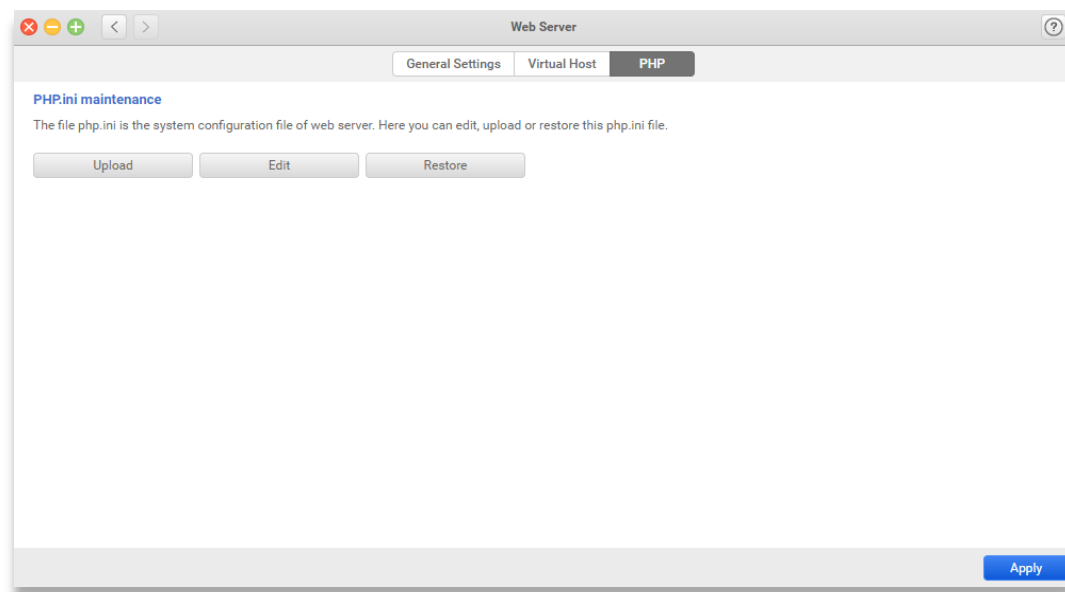 Web Server
?
General Settings Virtual Host PHP
PHP.ini maintenance
The file php.ini is the system configuration file of web server. Here you can edit, upload or restore this php.ini file.
Upload Edit Restore
Apply